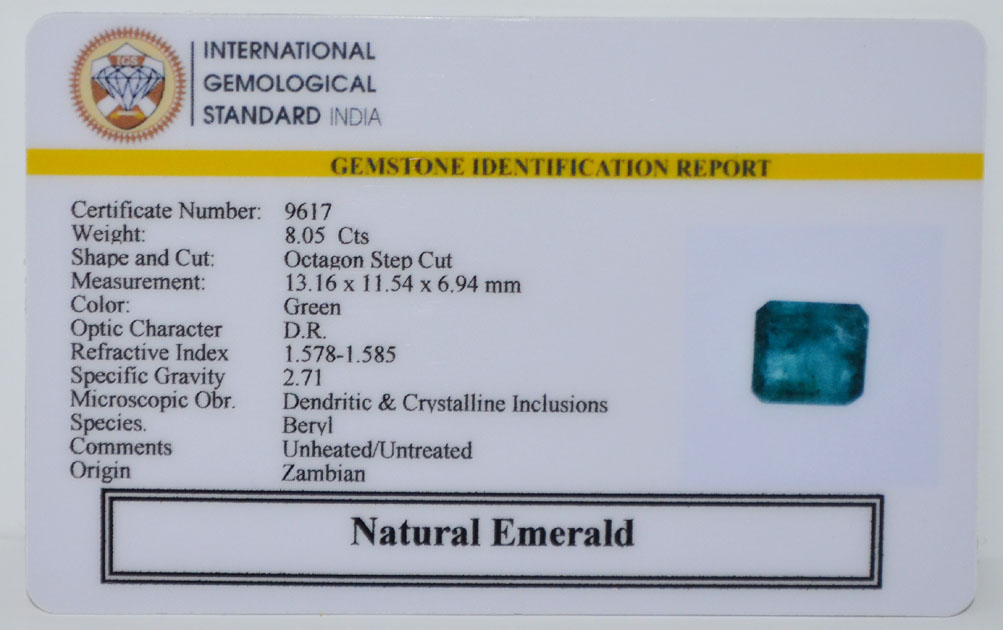 IGS
INTERNATIONAL
GEMOLOGICAL
STANDARD INDIA
GEMSTONE IDENTIFICATION REPORT
Certificate Number: 9617
Weight: 8.05 Cts
Shape and Cut: Octagon Step Cut
Measurement: 13.16 x 11.54 x 6.94 mm
Color: Green
Optic Character D.R.
Refractive Index 1.578-1.585
Specific Gravity 2.71
Microscopic Obr. Dendritic & Crystalline Inclusions
Species. Beryl
Comments Unheated/Untreated
Origin Zambian
Natural Emerald